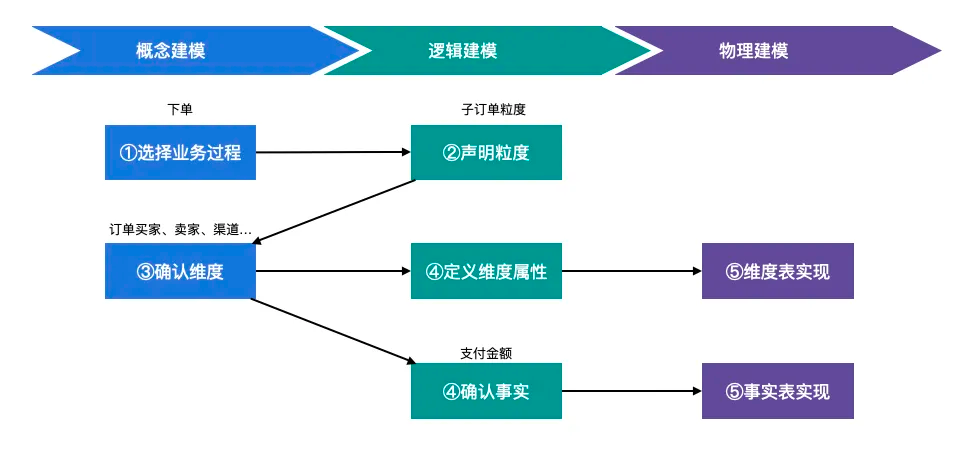 概念建模
逻辑建模
物理建模
下单
子订单粒度
①选择业务过程
②声明粒度
订单买家、卖家、渠道...
③确认维度
④定义维度属性
⑤维度表实现
支付金额
④确认事实
⑤事实表实现